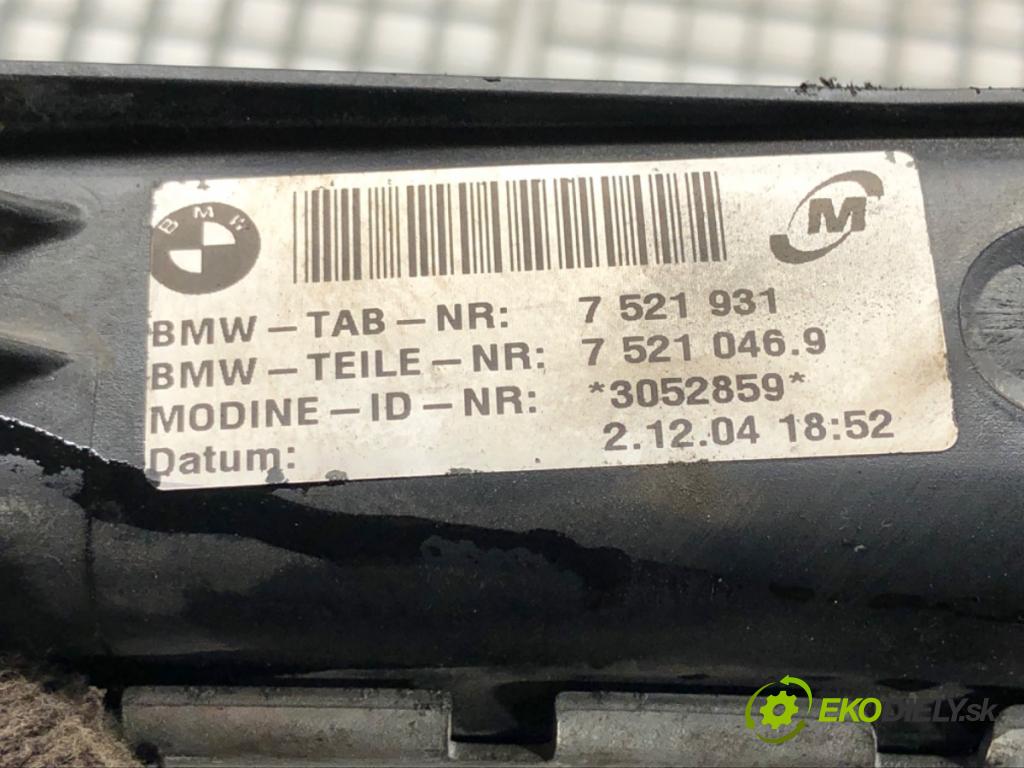 BMW
M
BMW – TAB – NR: 7 521 931
BMW – TEILE – NR: 7 521 046.9
MODINE – ID – NR: *3052859*
Datum: 2.12.04 18:52
EKODIELY.sk